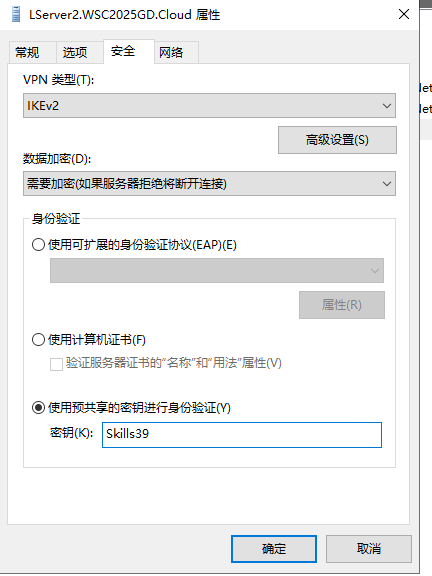 LServer2.WSC2025GD.Cloud 属性
常规 选项 安全 网络
VPN 类型(T):
IKEv2
高级设置(S)
数据加密(D):
需要加密(如果服务器拒绝将断开连接)
身份验证
使用可扩展的身份验证协议(EAP)(E)
属性(R)
使用计算机证书(F)
验证服务器证书的“名称”和“用法”属性(V)
使用预共享的密钥进行身份验证(Y)
密钥(K): Skills39
确定 取消